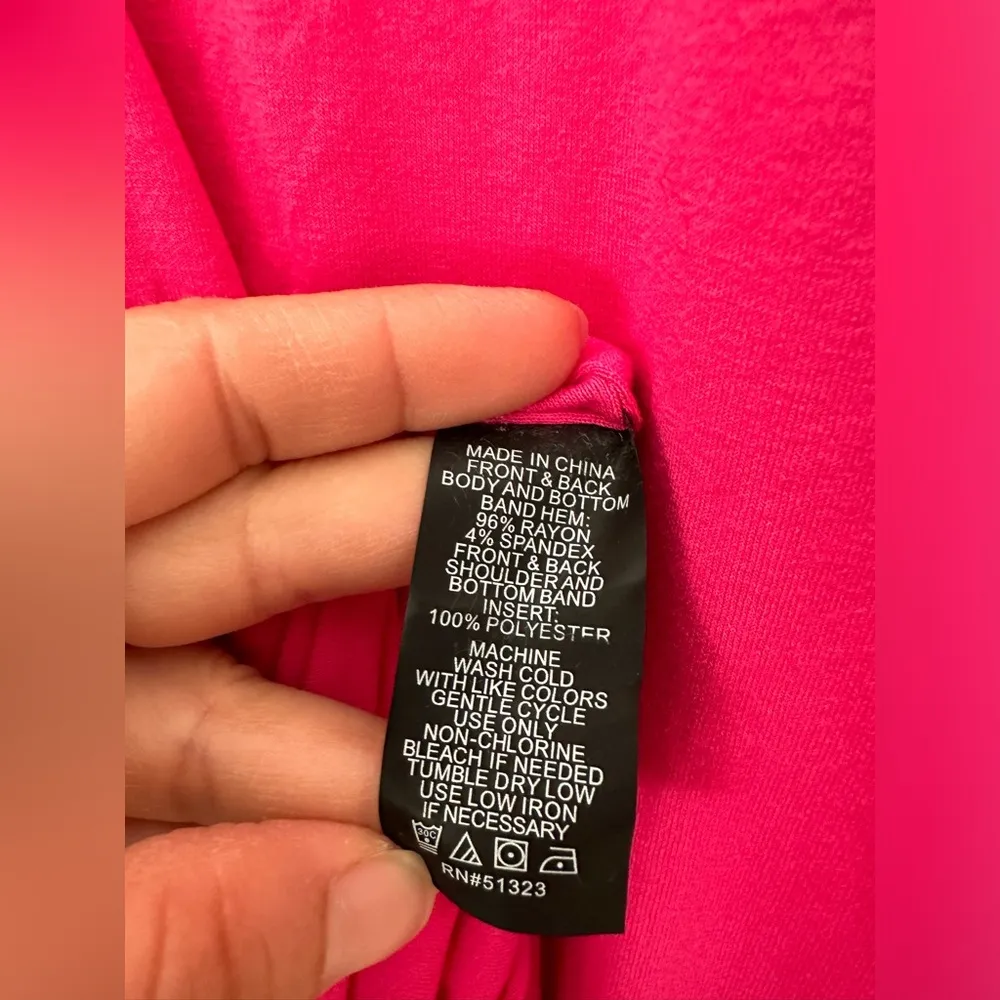 MADE IN CHINA
FRONT & BACK
BODY AND BOTTOM
BAND HEM:
96% RAYON
4% SPANDEX
FRONT & BACK
SHOULDER AND
BOTTOM BAND
INSERT:
100% POLYESTER
MACHINE
WASH COLD
WITH LIKE COLORS
GENTLE CYCLE
USE ONLY
NON-CHLORINE
BLEACH IF NEEDED
TUMBLE DRY LOW
USE LOW IRON
IF NECESSARY
30C
RN#51323